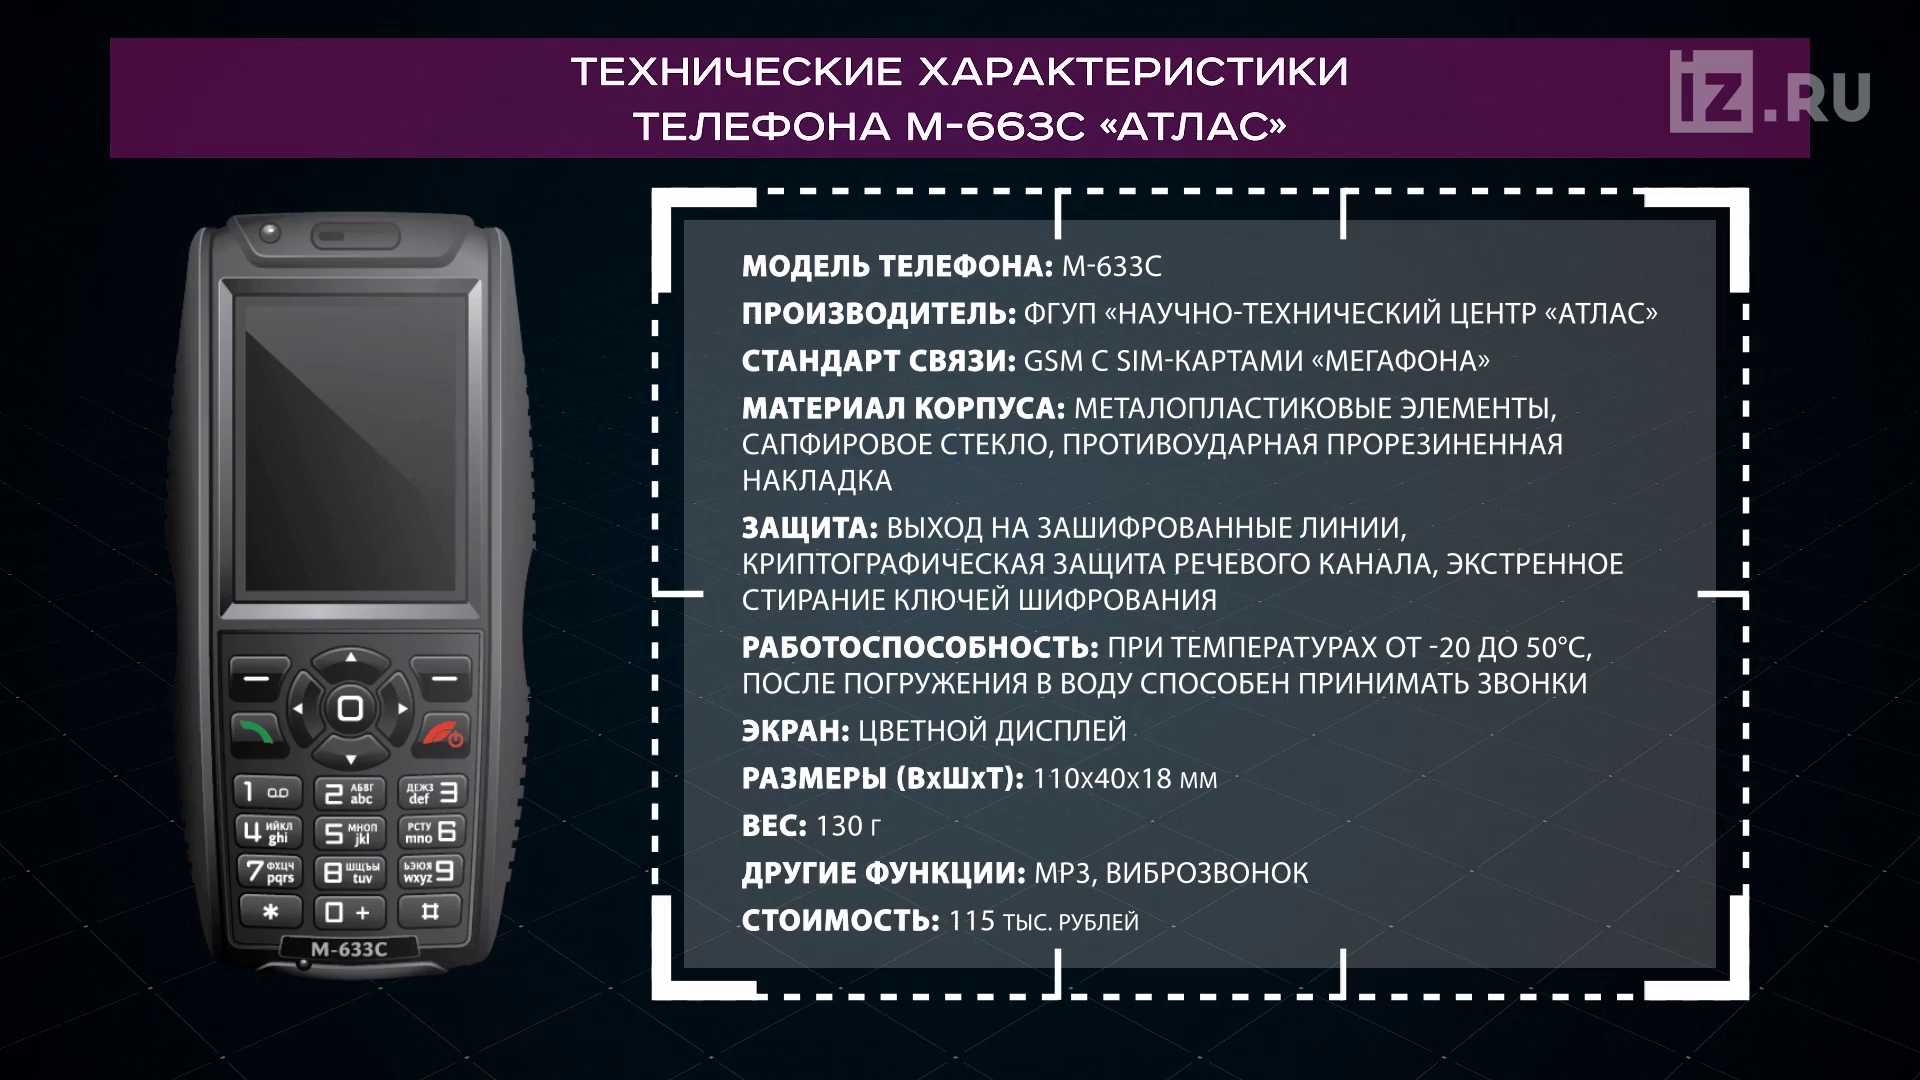 ТЕХНИЧЕСКИЕ ХАРАКТЕРИСТИКИ
ТЕЛЕФОНА М-663С «АТЛАС»
iz.RU
МОДЕЛЬ ТЕЛЕФОНА: М-633С
ПРОИЗВОДИТЕЛЬ: ФГУП «НАУЧНО-ТЕХНИЧЕСКИЙ ЦЕНТР «АТЛАС»
СТАНДАРТ СВЯЗИ: GSM С SIM-КАРТАМИ «МЕГАФОНА»
МАТЕРИАЛ КОРПУСА: МЕТАЛОПЛАСТИКОВЫЕ ЭЛЕМЕНТЫ,
САПФИРОВОЕ СТЕКЛО, ПРОТИВОУДАРНАЯ ПРОРЕЗИНЕННАЯ
НАКЛАДКА
ЗАЩИТА: ВЫХОД НА ЗАШИФРОВАННЫЕ ЛИНИИ,
КРИПТОГРАФИЧЕСКАЯ ЗАЩИТА РЕЧЕВОГО КАНАЛА, ЭКСТРЕННОЕ
СТИРАНИЕ КЛЮЧЕЙ ШИФРОВАНИЯ
РАБОТОСПОСОБНОСТЬ: ПРИ ТЕМПЕРАТУРАХ ОТ -20 ДО 50°C,
ПОСЛЕ ПОГРУЖЕНИЯ В ВОДУ СПОСОБЕН ПРИНИМАТЬ ЗВОНКИ
ЭКРАН: ЦВЕТНОЙ ДИСПЛЕЙ
РАЗМЕРЫ (ВхШхТ): 110х40х18 мм
ВЕС: 130 г
ДРУГИЕ ФУНКЦИИ: MP3, ВИБРОЗВОНОК
СТОИМОСТЬ: 115 тыс. рублей
1 2 АБВГ abc ДЕЖЗ def 3
4 ИЙКЛ ghi 5 МНОП jkl РСТУ mno 6
7 ФХЦЧ pqrs 8 ШЩЪЫ tuv ЬЭЮЯ wxyz 9
* 0 + #
М-633С